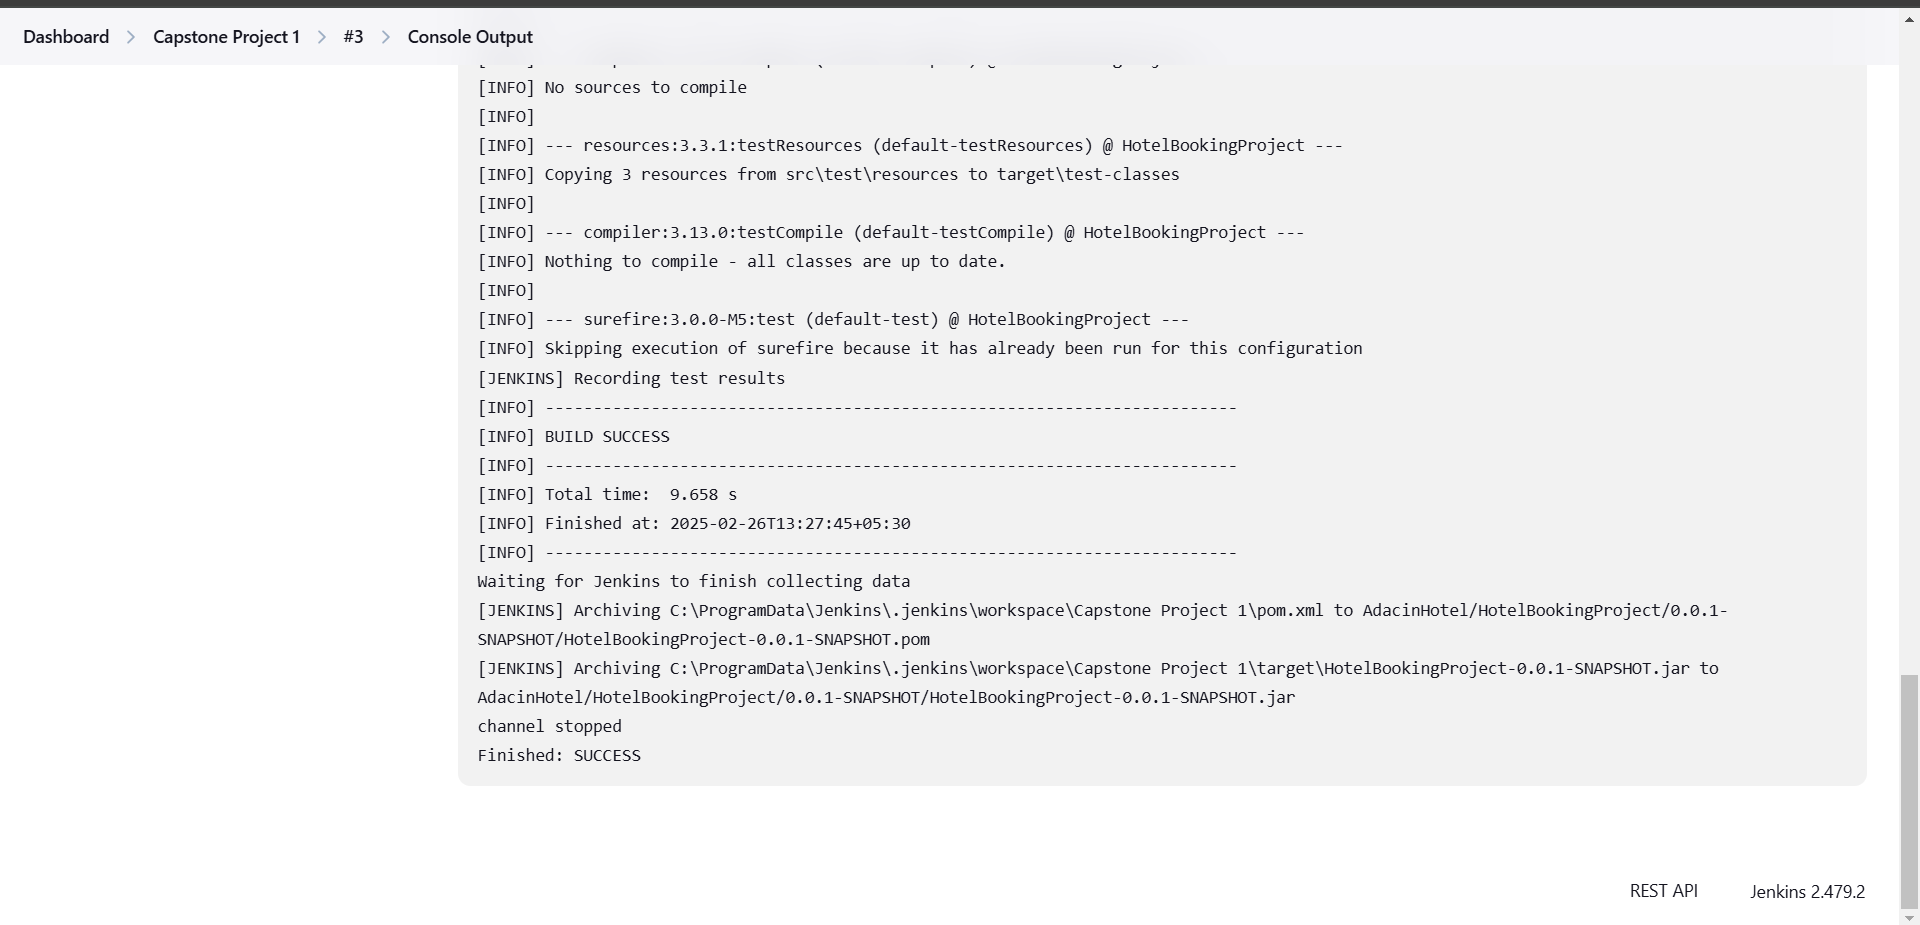 Dashboard > Capstone Project 1 > #3 > Console Output
[INFO] No sources to compile
[INFO]
[INFO] --- resources:3.3.1:testResources (default-testResources) @ HotelBookingProject ---
[INFO] Copying 3 resources from src\test\resources to target\test-classes
[INFO]
[INFO] --- compiler:3.13.0:testCompile (default-testCompile) @ HotelBookingProject ---
[INFO] Nothing to compile - all classes are up to date.
[INFO]
[INFO] --- surefire:3.0.0-M5:test (default-test) @ HotelBookingProject ---
[INFO] Skipping execution of surefire because it has already been run for this configuration
[JENKINS] Recording test results
[INFO] ------------------------------------------------------------------------
[INFO] BUILD SUCCESS
[INFO] ------------------------------------------------------------------------
[INFO] Total time:  9.658 s
[INFO] Finished at: 2025-02-26T13:27:45+05:30
[INFO] ------------------------------------------------------------------------
Waiting for Jenkins to finish collecting data
[JENKINS] Archiving C:\ProgramData\Jenkins\.jenkins\workspace\Capstone Project 1\pom.xml to AdacinHotel/HotelBookingProject/0.0.1-
SNAPSHOT/HotelBookingProject-0.0.1-SNAPSHOT.pom
[JENKINS] Archiving C:\ProgramData\Jenkins\.jenkins\workspace\Capstone Project 1\target\HotelBookingProject-0.0.1-SNAPSHOT.jar to
AdacinHotel/HotelBookingProject/0.0.1-SNAPSHOT/HotelBookingProject-0.0.1-SNAPSHOT.jar
channel stopped
Finished: SUCCESS
REST API Jenkins 2.479.2